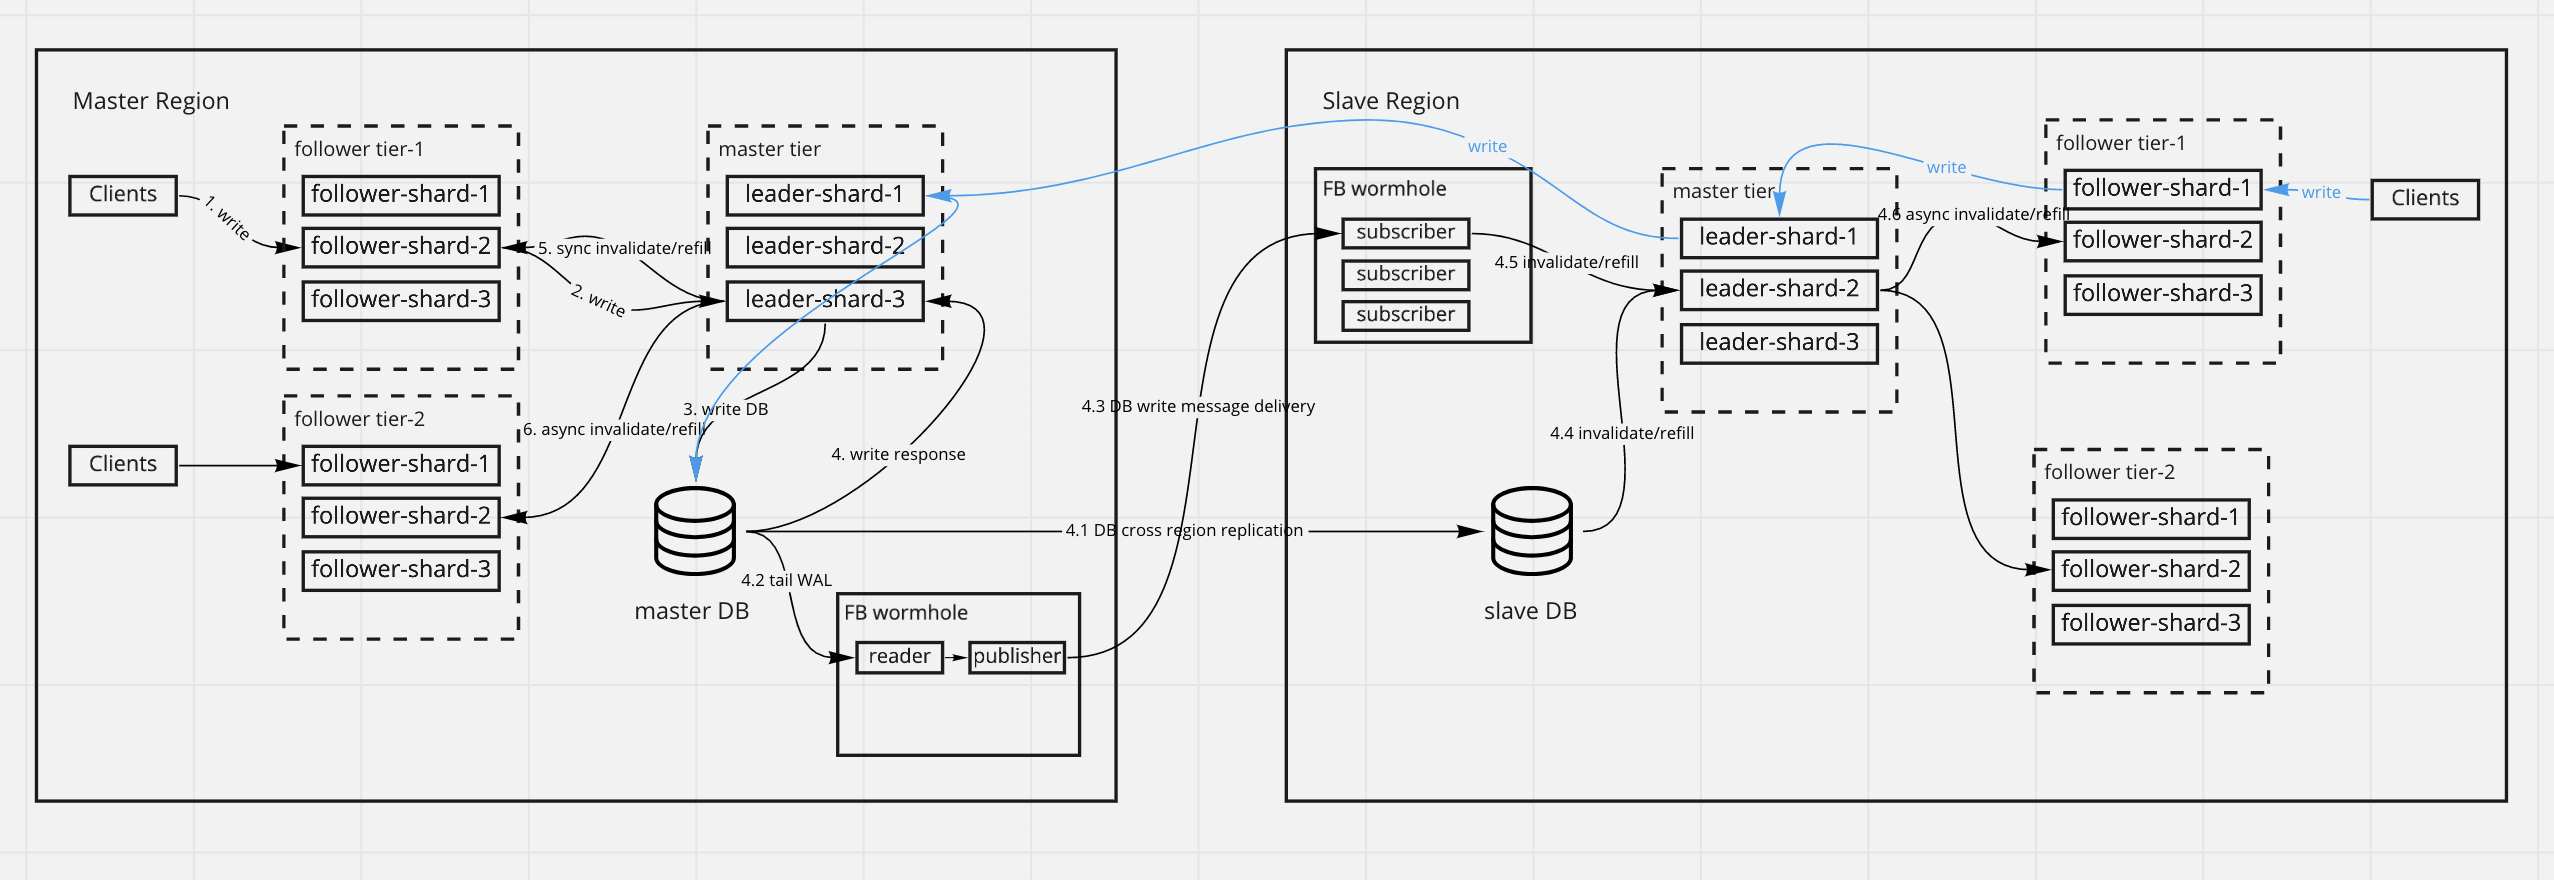 Master Region
follower tier-1
Clients
1. write
follower-shard-1
follower-shard-2
follower-shard-3
5. sync invalidate/refill
2. write
master tier
leader-shard-1
leader-shard-2
leader-shard-3
follower tier-2
Clients
follower-shard-1
follower-shard-2
follower-shard-3
6. async invalidate/refill
3. write DB
4. write response
master DB
4.2 tail WAL
FB wormhole
reader
publisher
4.1 DB cross region replication
4.3 DB write message delivery
Slave Region
write
FB wormhole
subscriber
subscriber
subscriber
4.5 invalidate/refill
4.4 invalidate/refill
slave DB
master tier
leader-shard-1
leader-shard-2
leader-shard-3
write
4.6 async invalidate/refill
follower tier-1
follower-shard-1
follower-shard-2
follower-shard-3
write
Clients
follower tier-2
follower-shard-1
follower-shard-2
follower-shard-3